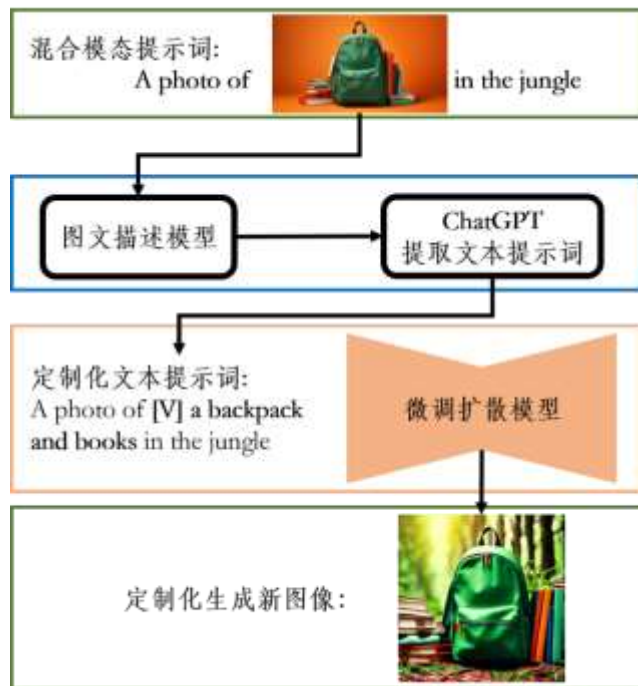 混合模态提示词:
A photo of in the jungle
图文描述模型
ChatGPT
提取文本提示词
定制化文本提示词:
A photo of [V] a backpack
and books in the jungle
微调扩散模型
定制化生成新图像: